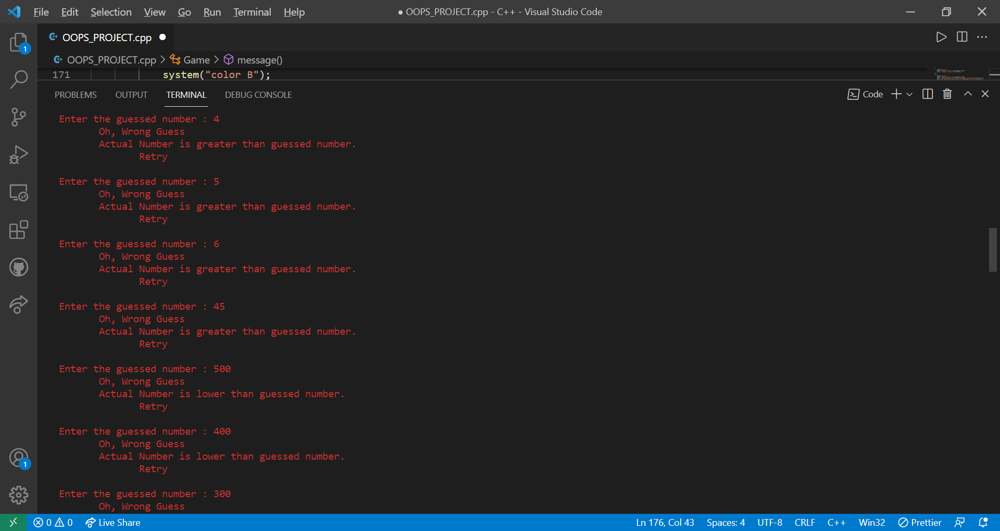 File Edit Selection View Go Run Terminal Help ● OOPS_PROJECT.cpp - C++ - Visual Studio Code
1 OOPS_PROJECT.cpp
OOPS_PROJECT.cpp > Game > message()
171 system("color B");
PROBLEMS OUTPUT TERMINAL DEBUG CONSOLE Code
Enter the guessed number : 4
Oh, Wrong Guess
Actual Number is greater than guessed number.
Retry
Enter the guessed number : 5
Oh, Wrong Guess
Actual Number is greater than guessed number.
Retry
Enter the guessed number : 6
Oh, Wrong Guess
Actual Number is greater than guessed number.
Retry
Enter the guessed number : 45
Oh, Wrong Guess
Actual Number is greater than guessed number.
Retry
Enter the guessed number : 500
Oh, Wrong Guess
Actual Number is lower than guessed number.
Retry
Enter the guessed number : 400
Oh, Wrong Guess
Actual Number is lower than guessed number.
Retry
1
Enter the guessed number : 300
Oh, Wrong Guess
0 0 Live Share Ln 176, Col 43 Spaces: 4 UTF-8 CRLF C++ Win32 Prettier